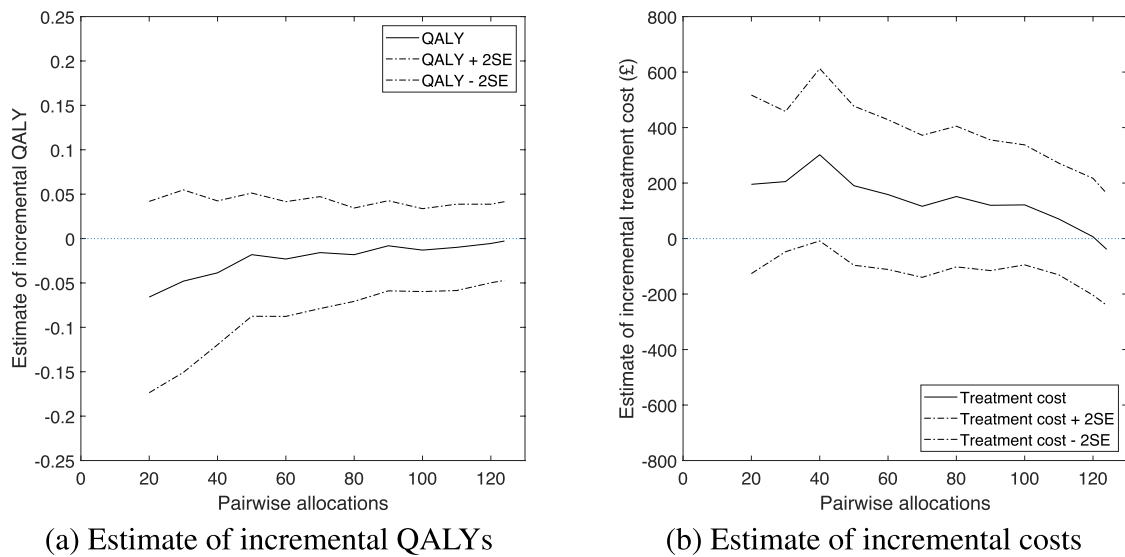 0.25
0.2
0.15
0.1
0.05
0
-0.05
-0.1
-0.15
-0.2
-0.25
Estimate of incremental QALY
QALY
QALY + 2SE
QALY - 2SE
0 20 40 60 80 100 120
Pairwise allocations
(a) Estimate of incremental QALYs
800
600
400
200
0
-200
-400
-600
-800
Estimate of incremental treatment cost (£)
Treatment cost
Treatment cost + 2SE
Treatment cost - 2SE
0 20 40 60 80 100 120
Pairwise allocations
(b) Estimate of incremental costs